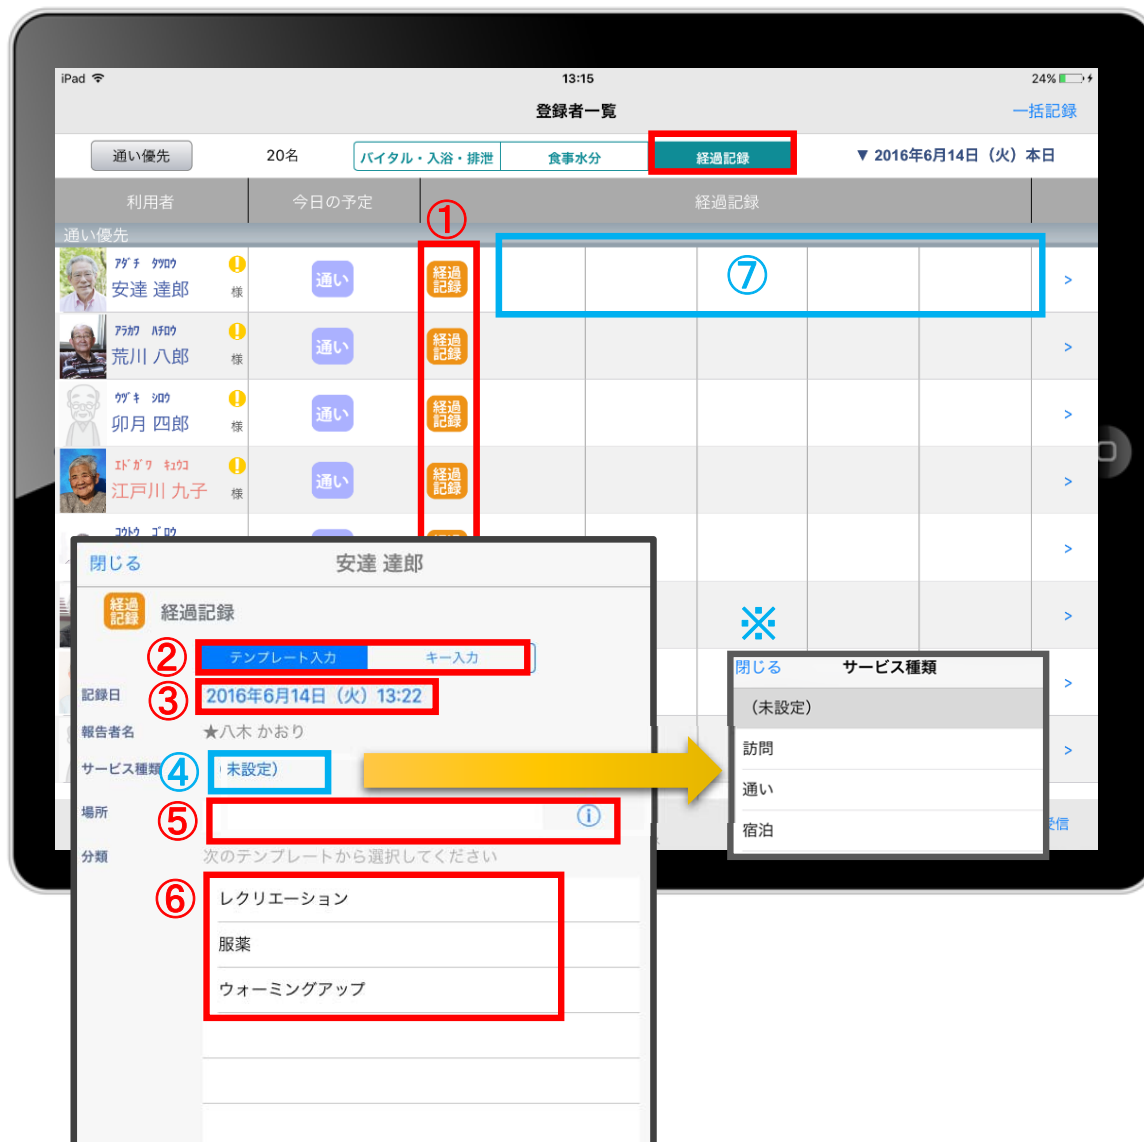 iPad 13:15 24%
登録者一覧 一括記録
通い優先 20名 バイタル・入浴・排泄 食事水分 経過記録 ▼ 2016年6月14日（火）本日
利用者 今日の予定 ① 経過記録
通い優先
ｱﾀﾞﾁ ﾀﾂﾛｳ
安達 達郎 様 通い 経過記録 ⑦ >
ｱﾗｶﾜ ﾊﾁﾛｳ
荒川 八郎 様 通い 経過記録 >
ｳﾂﾞｷ ｼﾛｳ
卯月 四郎 様 通い 経過記録 >
ｴﾄﾞｶﾞﾜ ｷｭｳｺ
江戸川 九子 様 通い 経過記録 >
ｺｳﾄｳ ｺﾞﾛｳ
>
>
>
>
受信
閉じる 安達 達郎
経過記録 経過記録
② テンプレート入力 キー入力
記録日 ③ 2016年6月14日（火）13:22
報告者名 ★八木 かおり
サービス種類 ④ 未設定）
場所 ⑤ i
分類 次のテンプレートから選択してください
⑥ レクリエーション
服薬
ウォーミングアップ
※
閉じる サービス種類
（未設定）
訪問
通い
宿泊